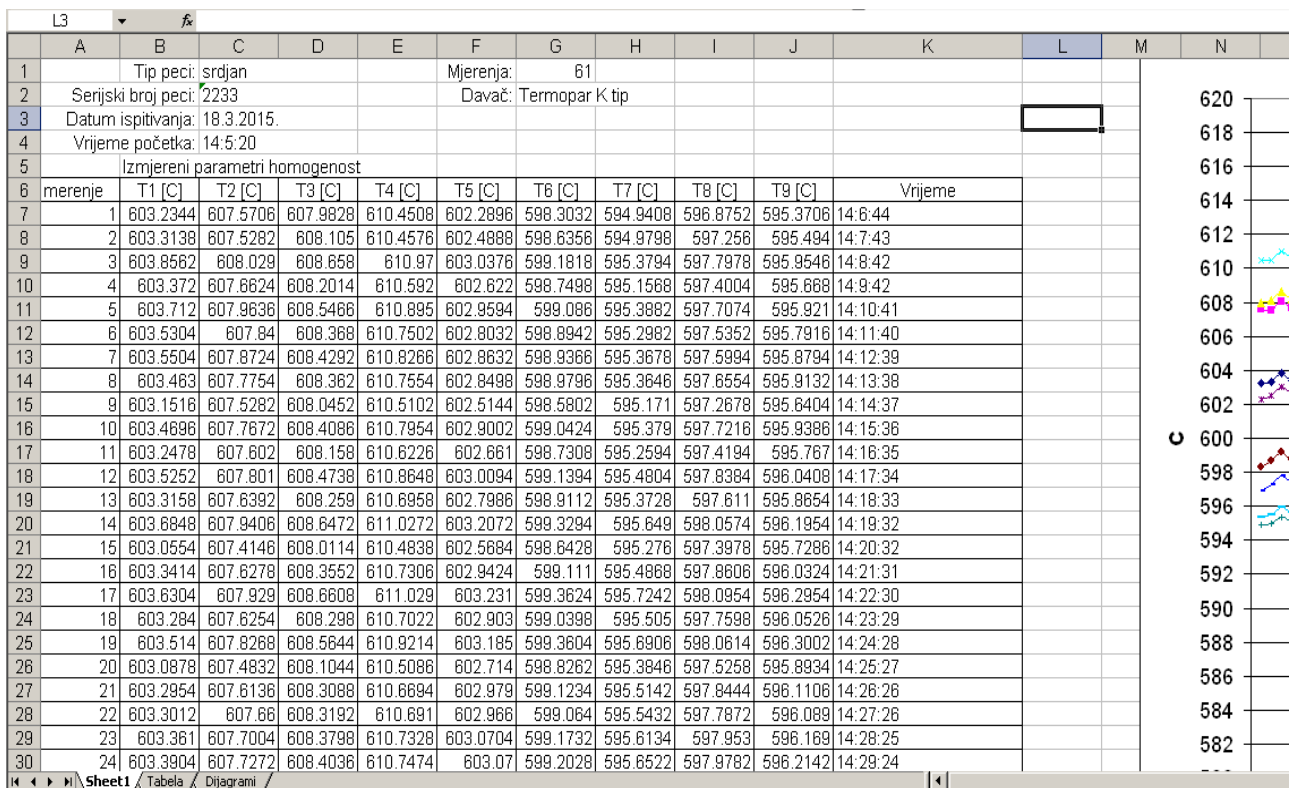 L3 fx
A B C D E F G H I J K L M N
1 Tip peci: srdjan Mjerenja: 61
2 Serijski broj peci: 2233 Davač: Termopar K tip
3 Datum ispitivanja: 18.3.2015.
4 Vrijeme početka: 14:5:20
5 Izmjereni parametri homogenost
6 merenje T1 [C] T2 [C] T3 [C] T4 [C] T5 [C] T6 [C] T7 [C] T8 [C] T9 [C] Vrijeme
7 1 603.2344 607.5706 607.9828 610.4508 602.2896 598.3032 594.9408 596.8752 595.3706 14:6:44
8 2 603.3138 607.5282 608.105 610.4576 602.4888 598.6356 594.9798 597.256 595.494 14:7:43
9 3 603.8562 608.029 608.658 610.97 603.0376 599.1818 595.3794 597.7978 595.9546 14:8:42
10 4 603.372 607.6624 608.2014 610.592 602.622 598.7498 595.1568 597.4004 595.668 14:9:42
11 5 603.712 607.9636 608.5466 610.895 602.9594 599.086 595.3882 597.7074 595.921 14:10:41
12 6 603.5304 607.84 608.368 610.7502 602.8032 598.8942 595.2982 597.5352 595.7916 14:11:40
13 7 603.5504 607.8724 608.4292 610.8266 602.8632 598.9366 595.3678 597.5994 595.8794 14:12:39
14 8 603.463 607.7754 608.362 610.7554 602.8498 598.9796 595.3646 597.6554 595.9132 14:13:38
15 9 603.1516 607.5282 608.0452 610.5102 602.5144 598.5802 595.171 597.2678 595.6404 14:14:37
16 10 603.4696 607.7672 608.4086 610.7954 602.9002 599.0424 595.379 597.7216 595.9386 14:15:36
17 11 603.2478 607.602 608.158 610.6226 602.661 598.7308 595.2594 597.4194 595.767 14:16:35
18 12 603.5252 607.801 608.4738 610.8648 603.0094 599.1394 595.4804 597.8384 596.0408 14:17:34
19 13 603.3158 607.6392 608.259 610.6958 602.7986 598.9112 595.3728 597.611 595.8654 14:18:33
20 14 603.6848 607.9406 608.6472 611.0272 603.2072 599.3294 595.649 598.0574 596.1954 14:19:32
21 15 603.0554 607.4146 608.0114 610.4838 602.5684 598.6428 595.276 597.3978 595.7286 14:20:32
22 16 603.3414 607.6278 608.3552 610.7306 602.9424 599.111 595.4868 597.8606 596.0324 14:21:31
23 17 603.6304 607.929 608.6608 611.029 603.231 599.3624 595.7242 598.0954 596.2954 14:22:30
24 18 603.284 607.6254 608.298 610.7022 602.903 599.0398 595.505 597.7598 596.0526 14:23:29
25 19 603.514 607.8268 608.5644 610.9214 603.185 599.3604 595.6906 598.0614 596.3002 14:24:28
26 20 603.0878 607.4832 608.1044 610.5086 602.714 598.8262 595.3846 597.5258 595.8934 14:25:27
27 21 603.2954 607.6136 608.3088 610.6694 602.979 599.1234 595.5142 597.8444 596.1106 14:26:26
28 22 603.3012 607.66 608.3192 610.691 602.966 599.064 595.5432 597.7872 596.089 14:27:26
29 23 603.361 607.7004 608.3798 610.7328 603.0704 599.1732 595.6134 597.953 596.169 14:28:25
30 24 603.3904 607.7272 608.4036 610.7474 603.07 599.2028 595.6522 597.9782 596.2142 14:29:24
Sheet1 Tabela Dijagrami
620
618
616
614
612
610
608
606
604
602
600
598
596
594
592
590
588
586
584
582
C